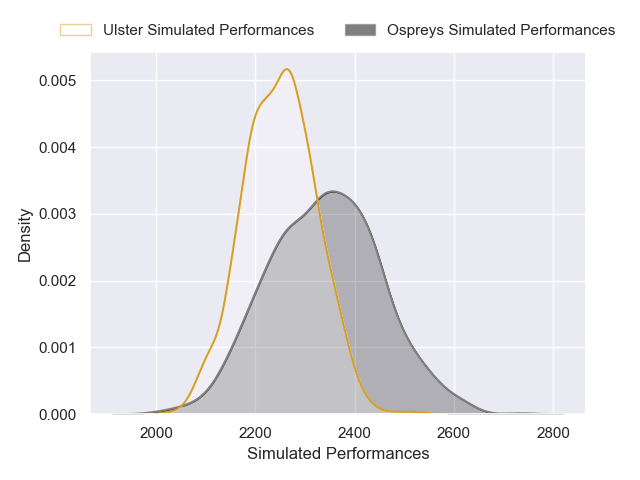 Ulster Simulated Performances Ospreys Simulated Performances
0.005
0.004
0.003
0.002
0.001
0.000
Density
2000 2200 2400 2600 2800
Simulated Performances